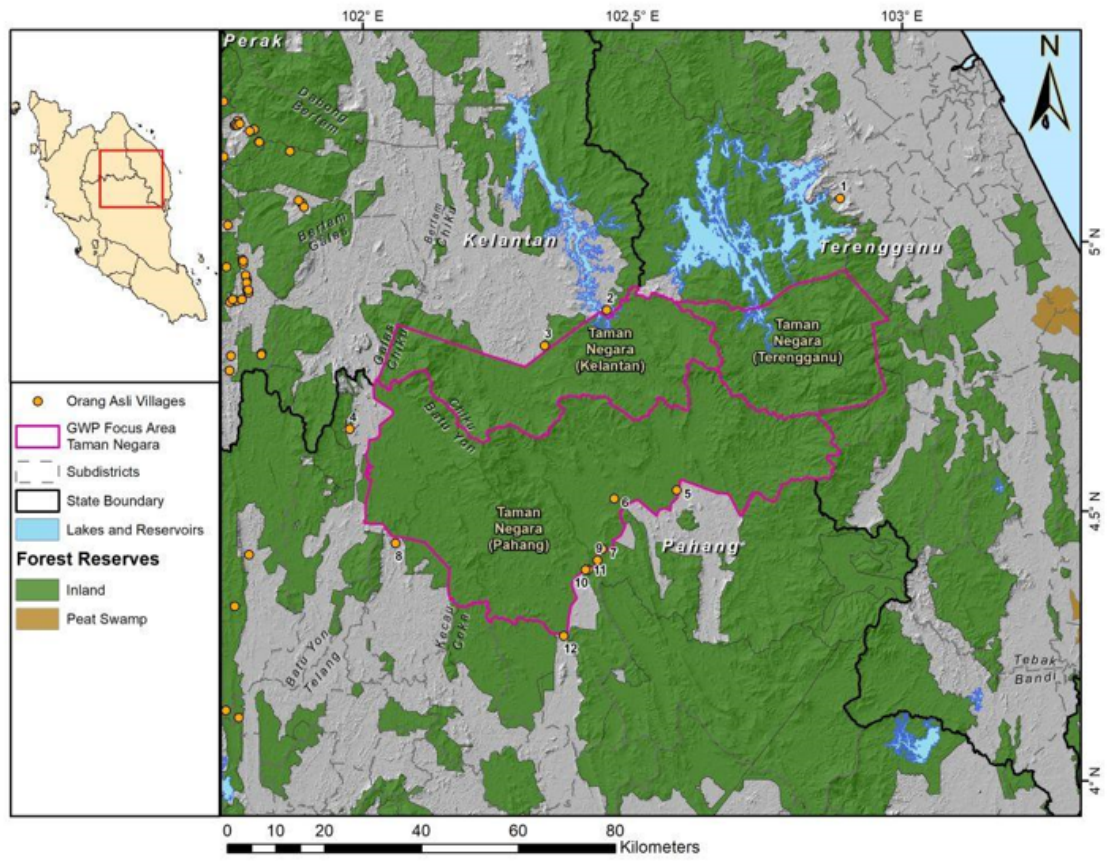 102° E
102.5° E
103° E
Perak
N
Dabong
Bertam
1
Bertam
Galas
Bertam
Chiku
Kelantan
Terengganu
5° N
2
3
Galas
Chiku
Taman
Negara
(Kelantan)
Taman
Negara
(Terengganu)
4
Chiku
Batu Yon
Orang Asli Villages
GWP Focus Area
Taman Negara
Subdistricts
State Boundary
Lakes and Reservoirs
Forest Reserves
Inland
Peat Swamp
6
5
4.5° N
Taman
Negara
(Pahang)
Pahang
8
9
7
11
10
12
Kecau
Ceka
Batu Yon
Telang
Tebak
Bandi
4° N
0
10
20
40
60
80
Kilometers